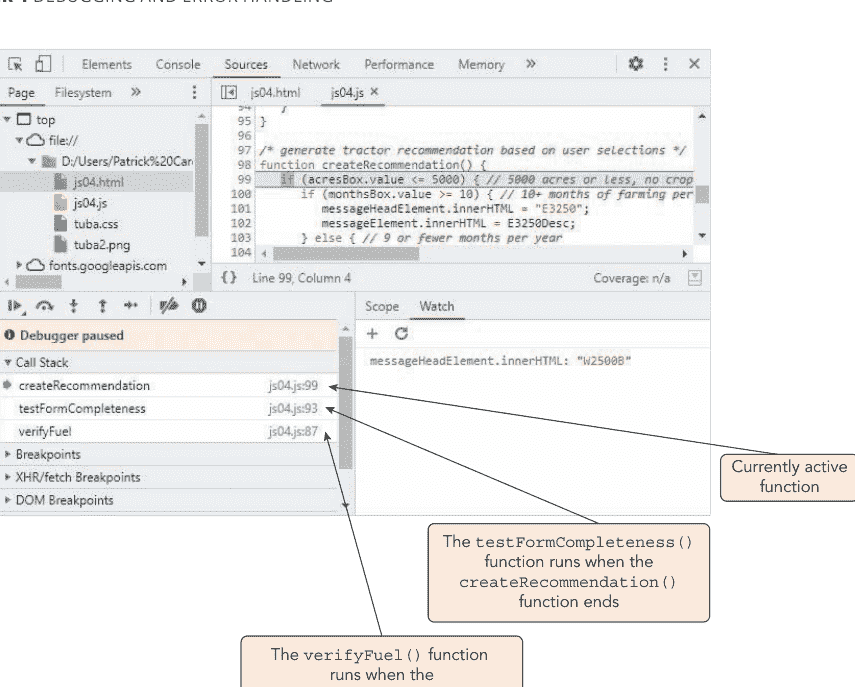 DEBUGGING AND ERROR HANDLING
Elements Console Sources Network Performance Memory »
Page Filesystem » js04.html js04.js ×
top
file://
D:/Users/Patrick%20Car
js04.html
js04.js
tuba.css
tuba2.png
fonts.googleapis.com
94 }
95 }
96
97 /* generate tractor recommendation based on user selections */
98 function createRecommendation() {
99 if (acresBox.value <= 5000) { // 5000 acres or less, no crop
100 if (monthsBox.value >= 10) { // 10+ months of farming per
101 messageHeadElement.innerHTML = "E3250";
102 messageElement.innerHTML = E3250Desc;
103 } else { // 9 or fewer months per year
104
{} Line 99, Column 4 Coverage: n/a
Scope Watch
Debugger paused
Call Stack
createRecommendation js04.js:99
testFormCompleteness js04.js:93
verifyFuel js04.js:87
Breakpoints
XHR/fetch Breakpoints
DOM Breakpoints
messageHeadElement.innerHTML: "W2500B"
Currently active
function
The testFormCompleteness()
function runs when the
createRecommendation()
function ends
The verifyFuel() function
runs when the